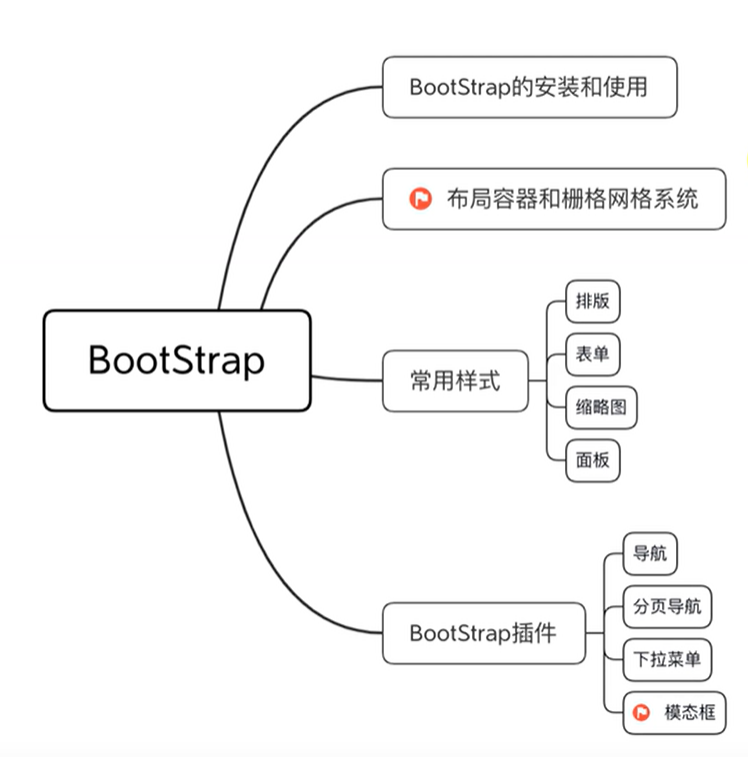 BootStrap的安装和使用
布局容器和栅格网格系统
排版
表单
BootStrap
常用样式
缩略图
面板
导航
分页导航
BootStrap插件
下拉菜单
模态框